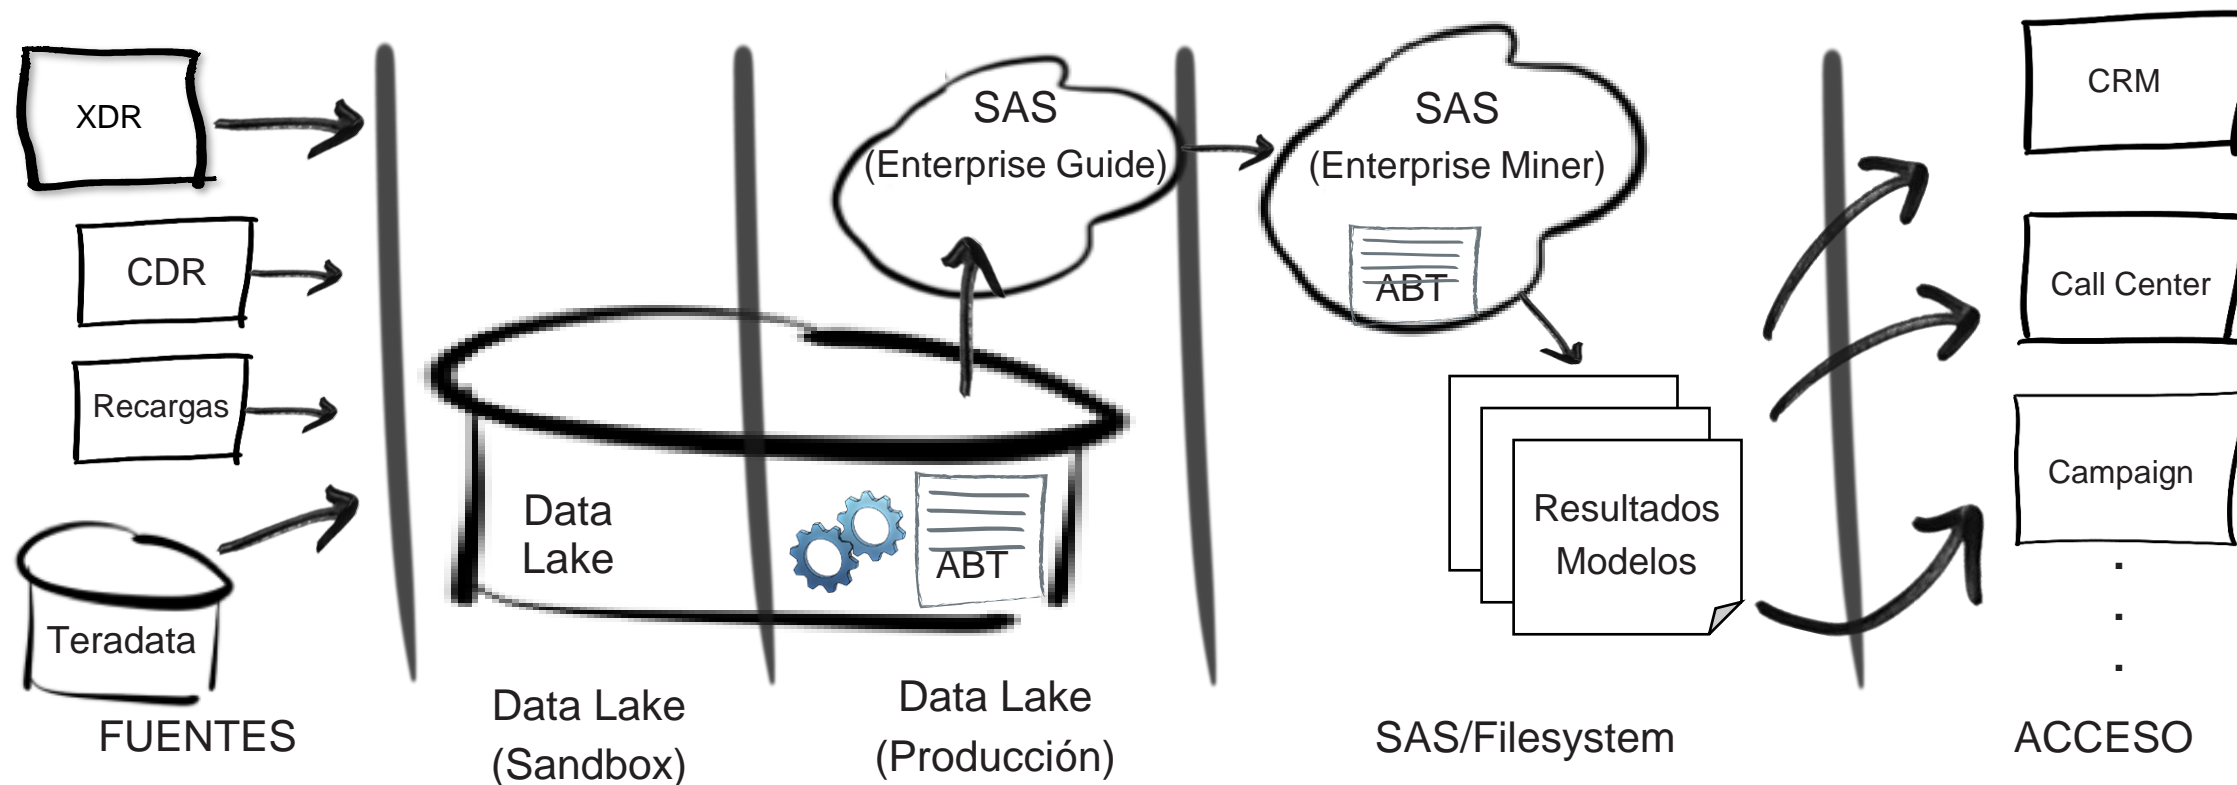 XDR
CDR
Recargas
Teradata
FUENTES
Data
Lake
Data Lake
(Sandbox)
SAS
(Enterprise Guide)
ABT
Data Lake
(Producción)
SAS
(Enterprise Miner)
ABT
Resultados
Modelos
SAS/Filesystem
CRM
Call Center
Campaign
.
.
.
ACCESO